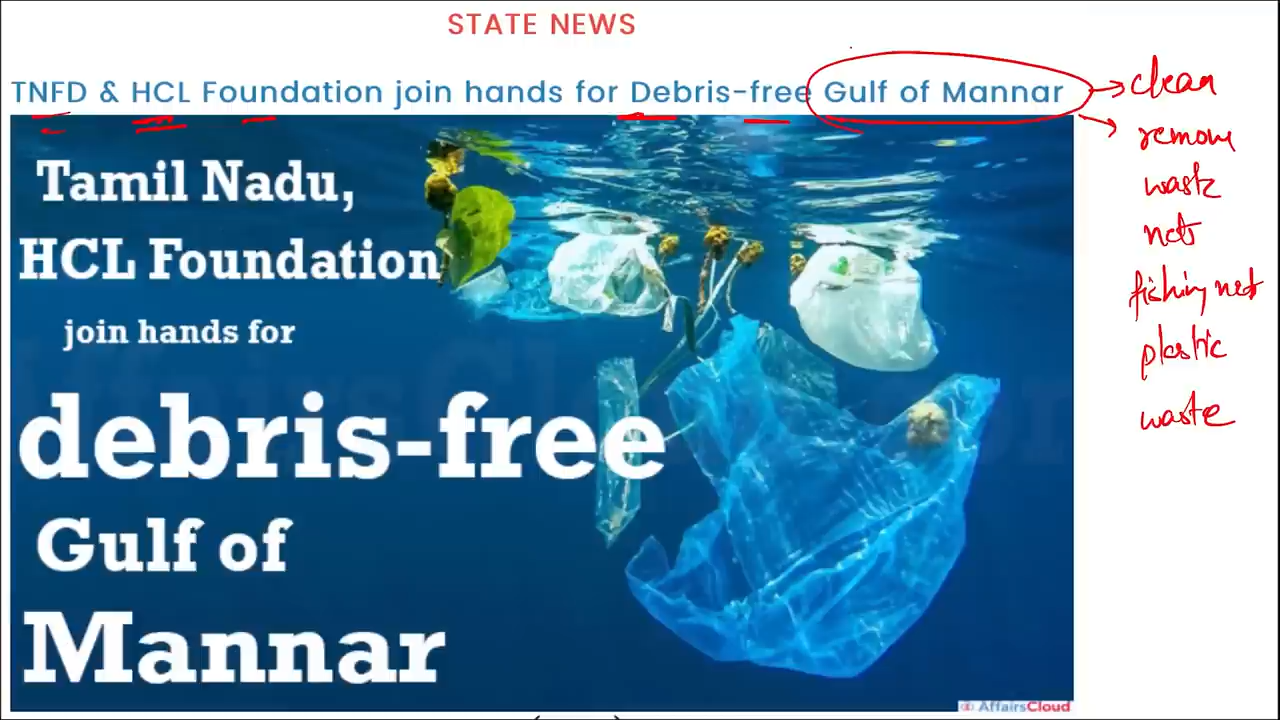 STATE NEWS
TNFD & HCL Foundation join hands for Debris-free Gulf of Mannar
clean
remove
waste
nets
fishing net
plastic
waste
Tamil Nadu,
HCL Foundation
join hands for
debris-free
Gulf of
Mannar
AffairsCloud